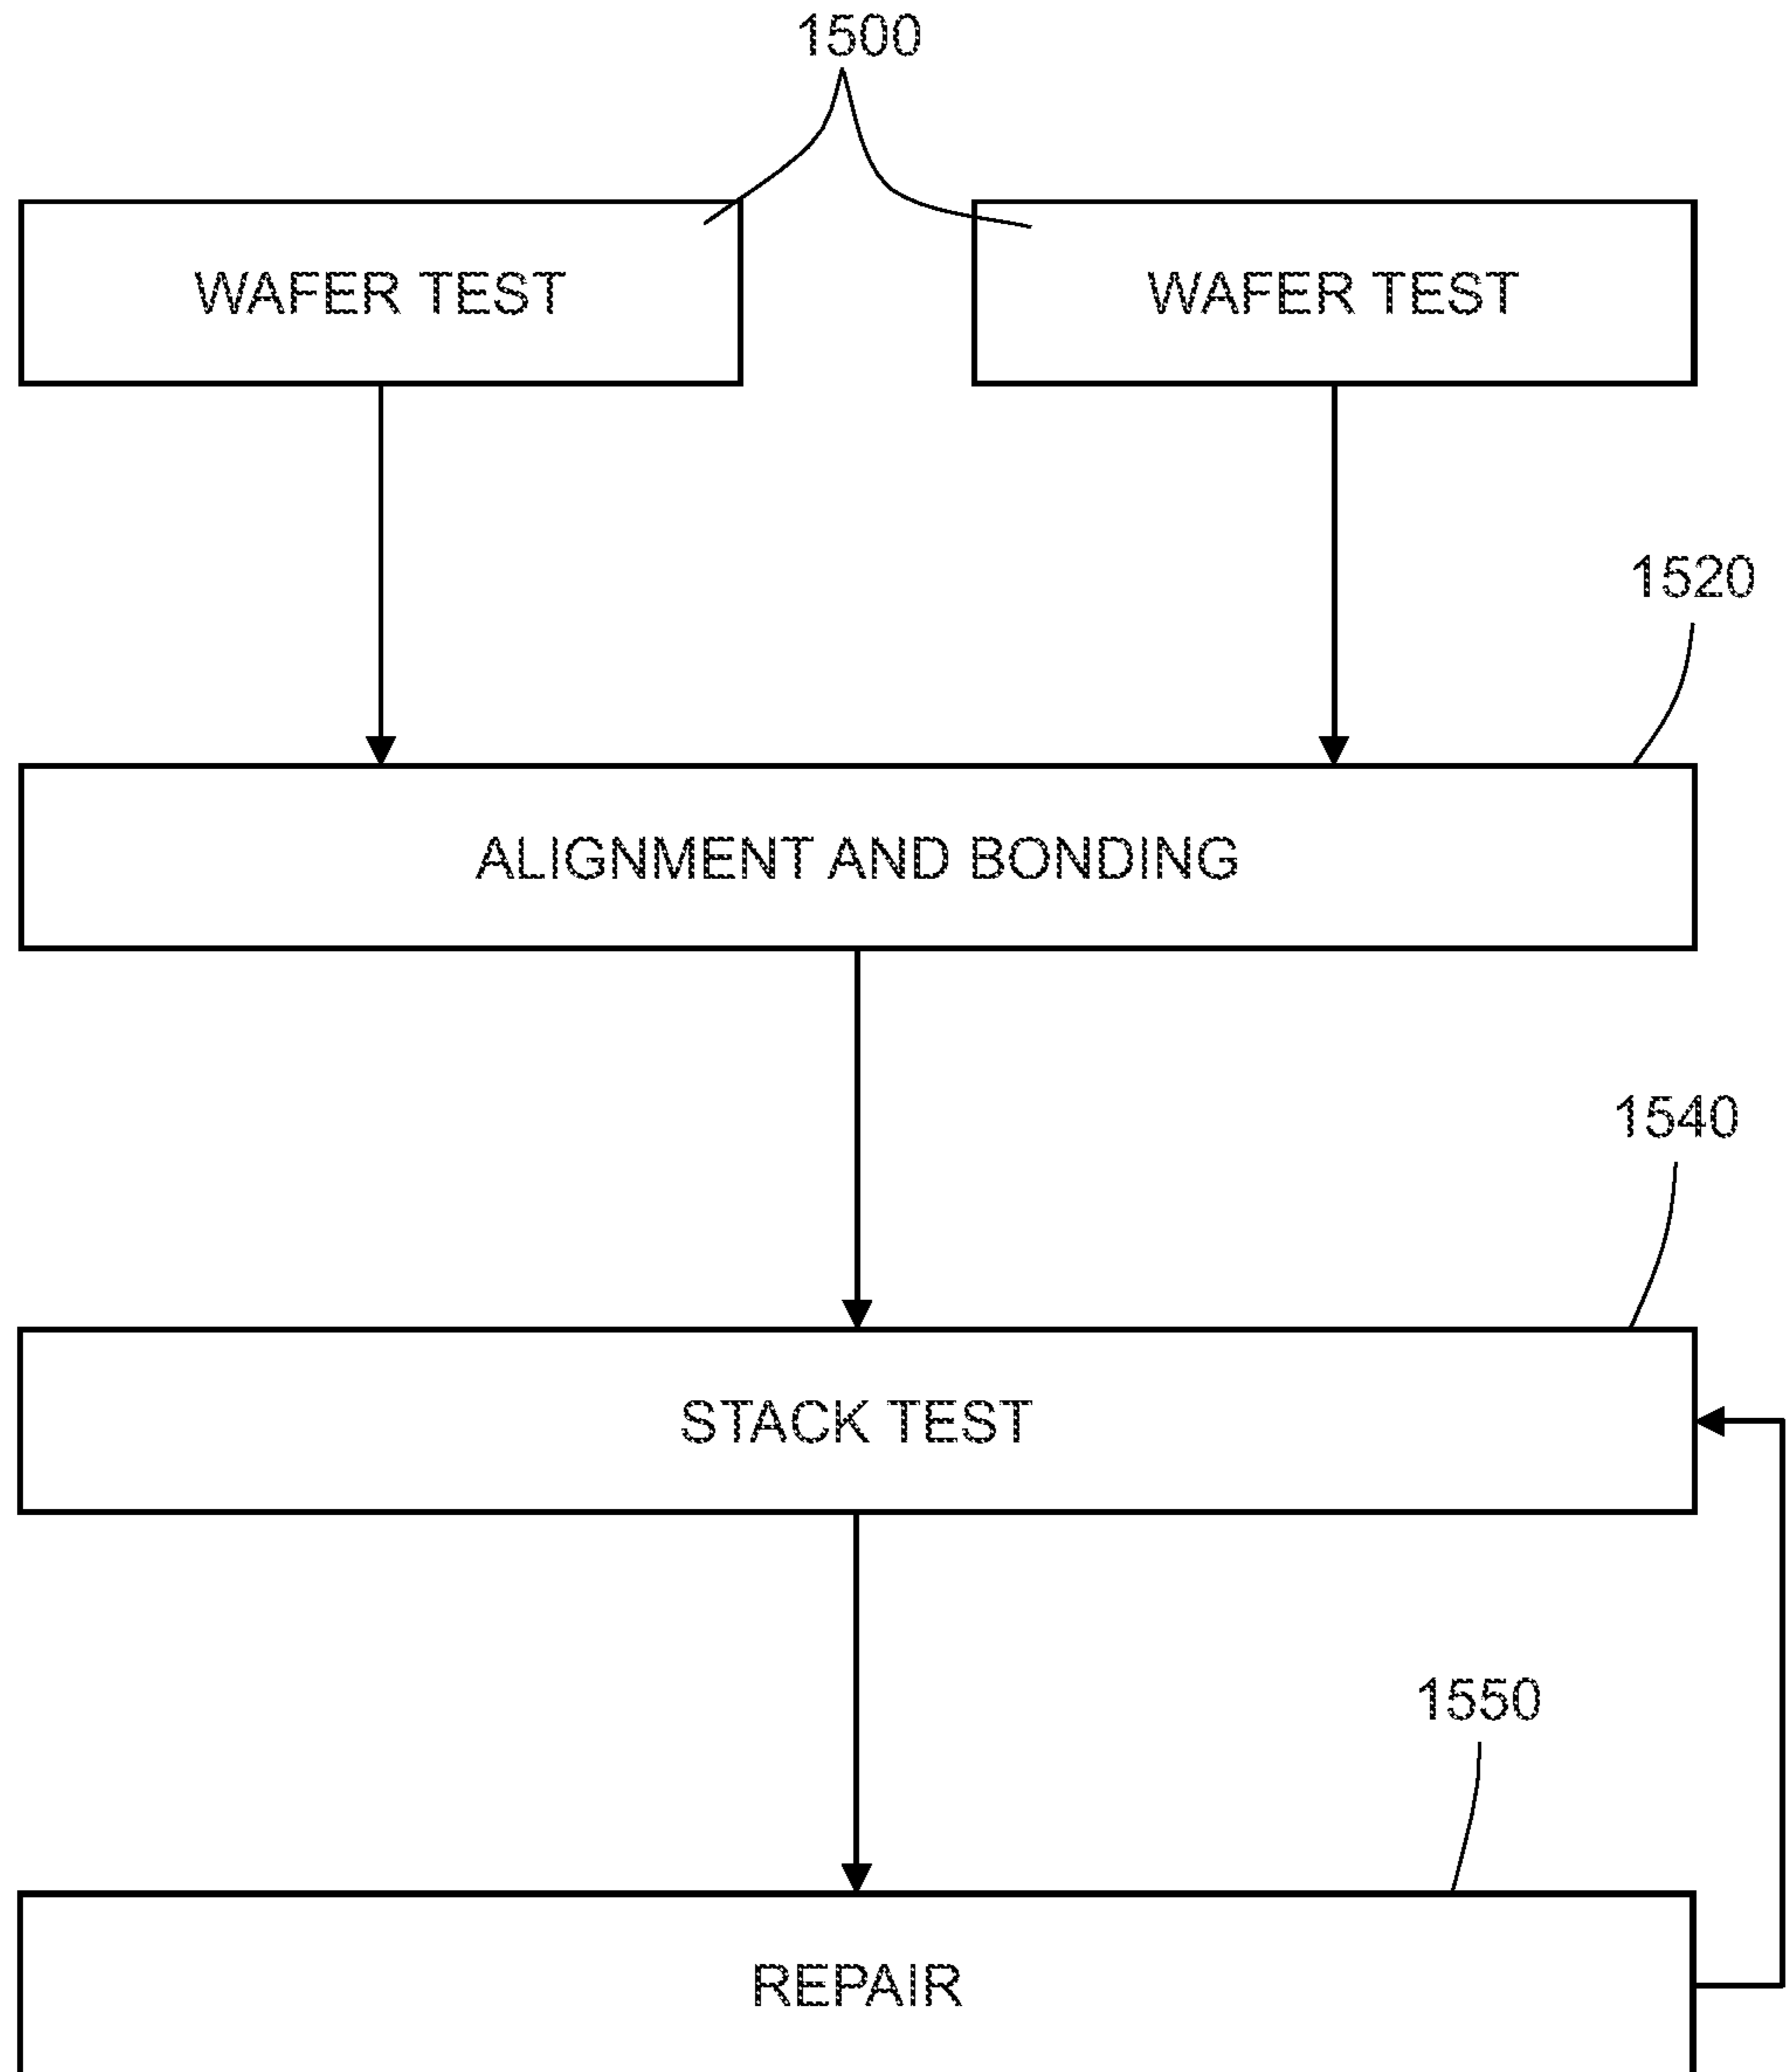 1500
WAFER TEST
WAFER TEST
1520
ALIGNMENT AND BONDING
1540
STACK TEST
1550
REPAIR